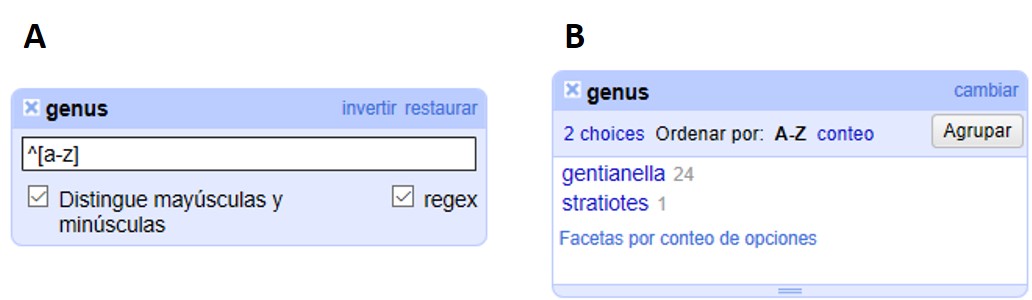 A
genus invertir restaurar
^[a-z]
Distingue mayúsculas y regex
minúsculas
B
genus cambiar
2 choices Ordenar por: A-Z conteo Agrupar
gentianella 24
stratiotes 1
Facetas por conteo de opciones